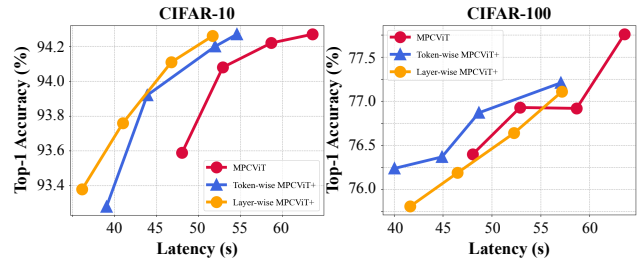 CIFAR-10
Top-1 Accuracy (%)
94.2
94.0
93.8
93.6
93.4
MPCViT
Token-wise MPCViT+
Layer-wise MPCViT+
40
45
50
55
60
Latency (s)
CIFAR-100
Top-1 Accuracy (%)
77.5
77.0
76.5
76.0
MPCViT
Token-wise MPCViT+
Layer-wise MPCViT+
40
45
50
55
60
Latency (s)